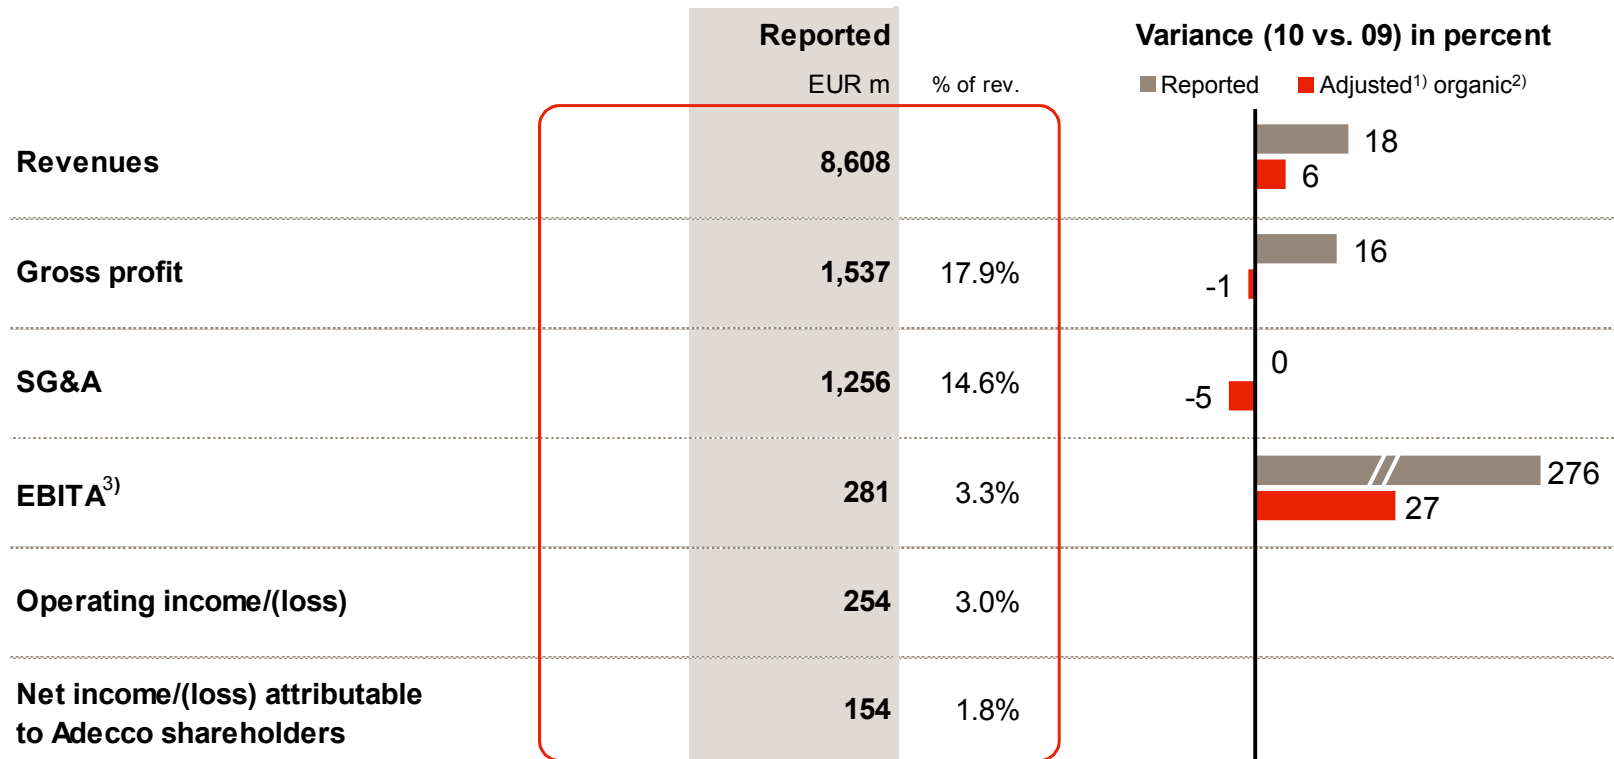 Reported
Variance (10 vs. 09) in percent
EUR m
% of rev.
Reported
Adjusted1) organic2)
Revenues
8,608
18
6
Gross profit
1,537
17.9%
16
-1
SG&A
1,256
14.6%
0
-5
EBITA3)
281
3.3%
276
27
Operating income/(loss)
254
3.0%
Net income/(loss) attributable
to Adecco shareholders
154
1.8%